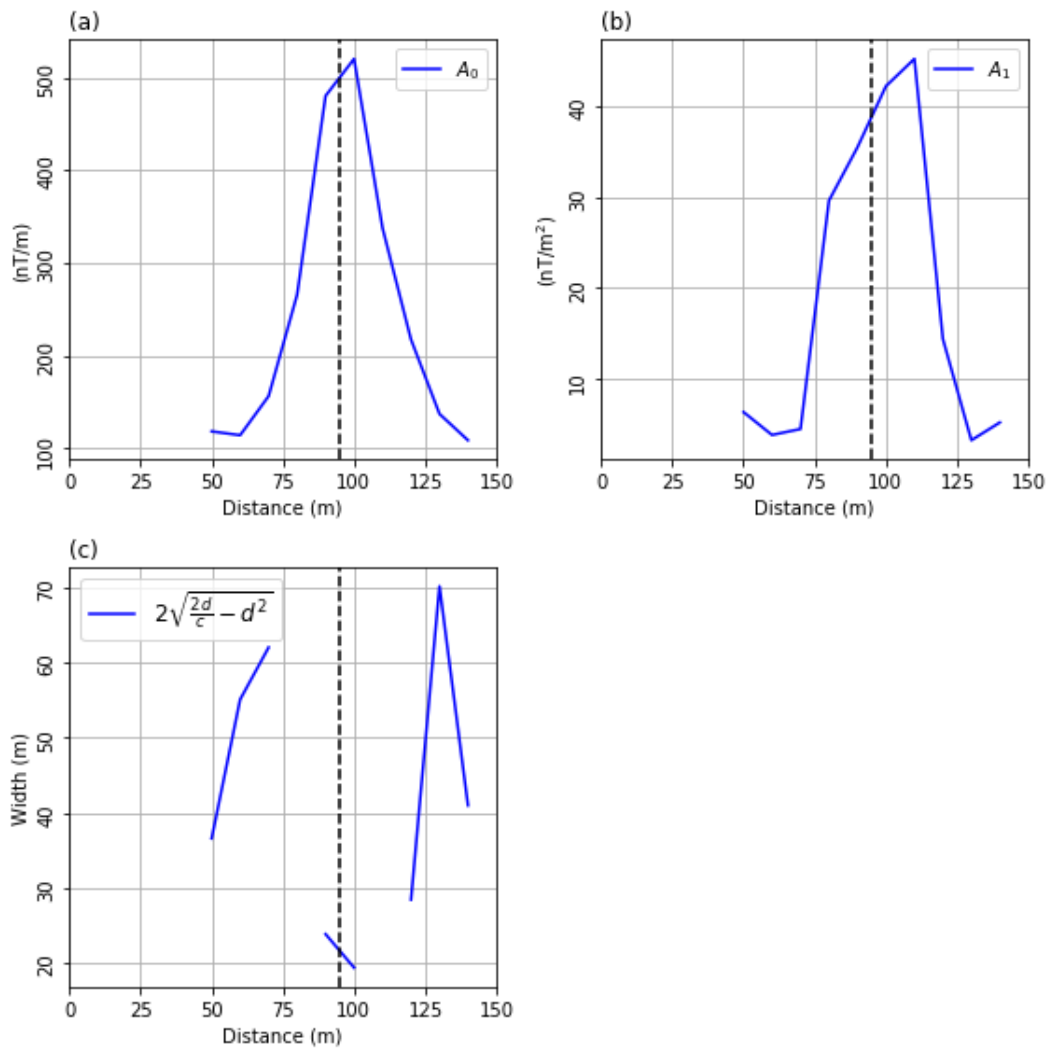 (a)
A₀
500
400
300
200
100
(nT/m)
0 25 50 75 100 125 150
Distance (m)
(b)
A₁
40
30
20
10
(nT/m²)
0 25 50 75 100 125 150
Distance (m)
(c)
2√(2d/c − d²)
70
60
50
40
30
20
Width (m)
0 25 50 75 100 125 150
Distance (m)